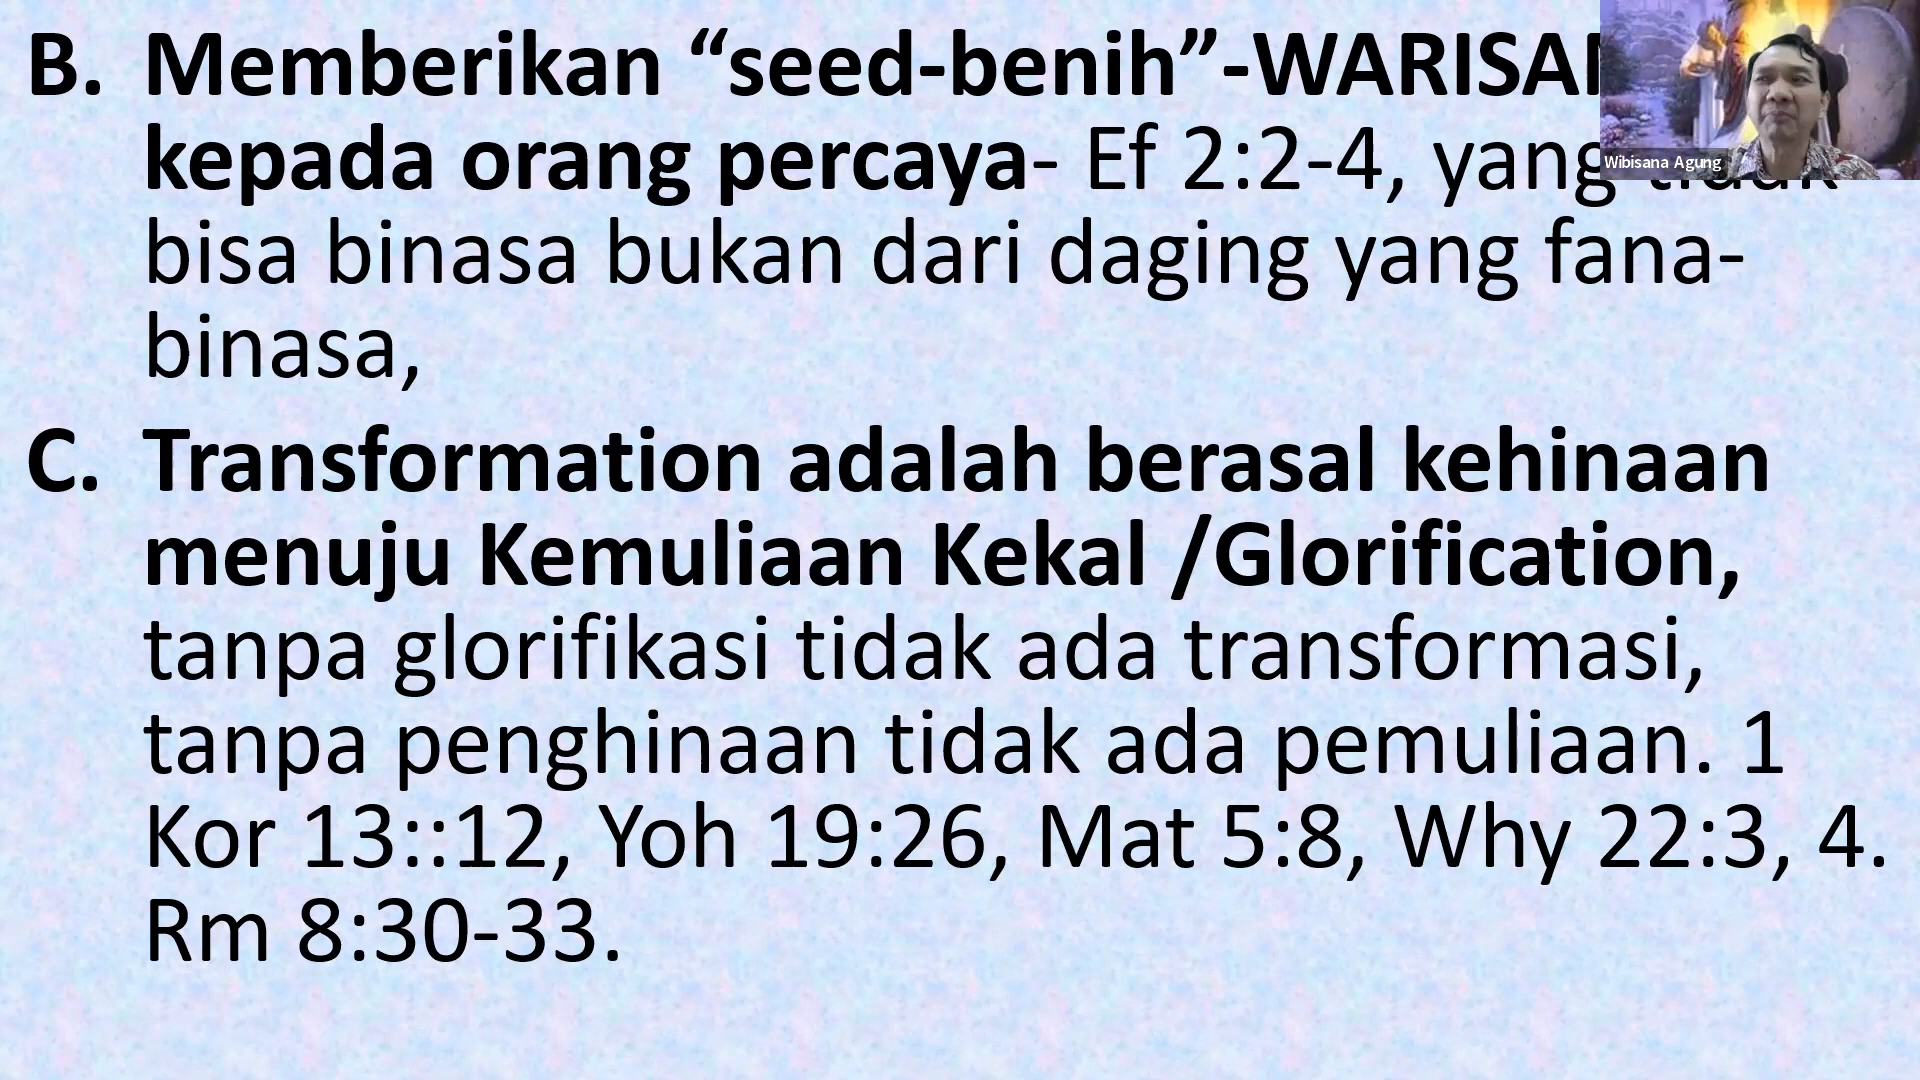 B. Memberikan “seed-benih”-WARISAN
kepada orang percaya- Ef 2:2-4, yang tidak
bisa binasa bukan dari daging yang fana-
binasa,
C. Transformation adalah berasal kehinaan
menuju Kemuliaan Kekal /Glorification,
tanpa glorifikasi tidak ada transformasi,
tanpa penghinaan tidak ada pemuliaan. 1
Kor 13::12, Yoh 19:26, Mat 5:8, Why 22:3, 4.
Rm 8:30-33.
Wibisana Agung